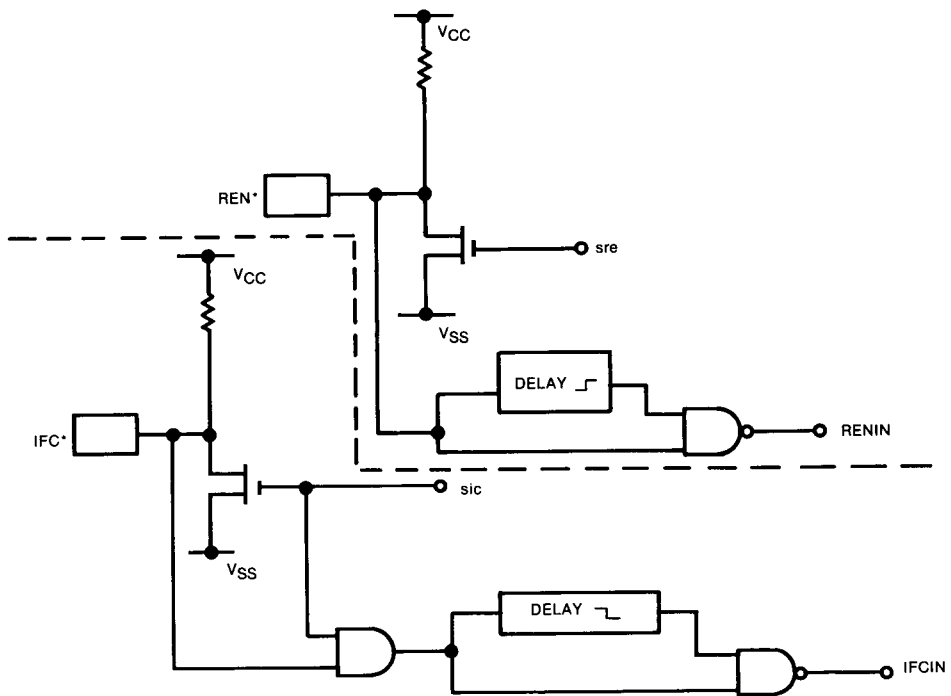 VCC
REN*
sre
VSS
DELAY
RENIN
VCC
IFC*
sic
VSS
DELAY
IFCIN